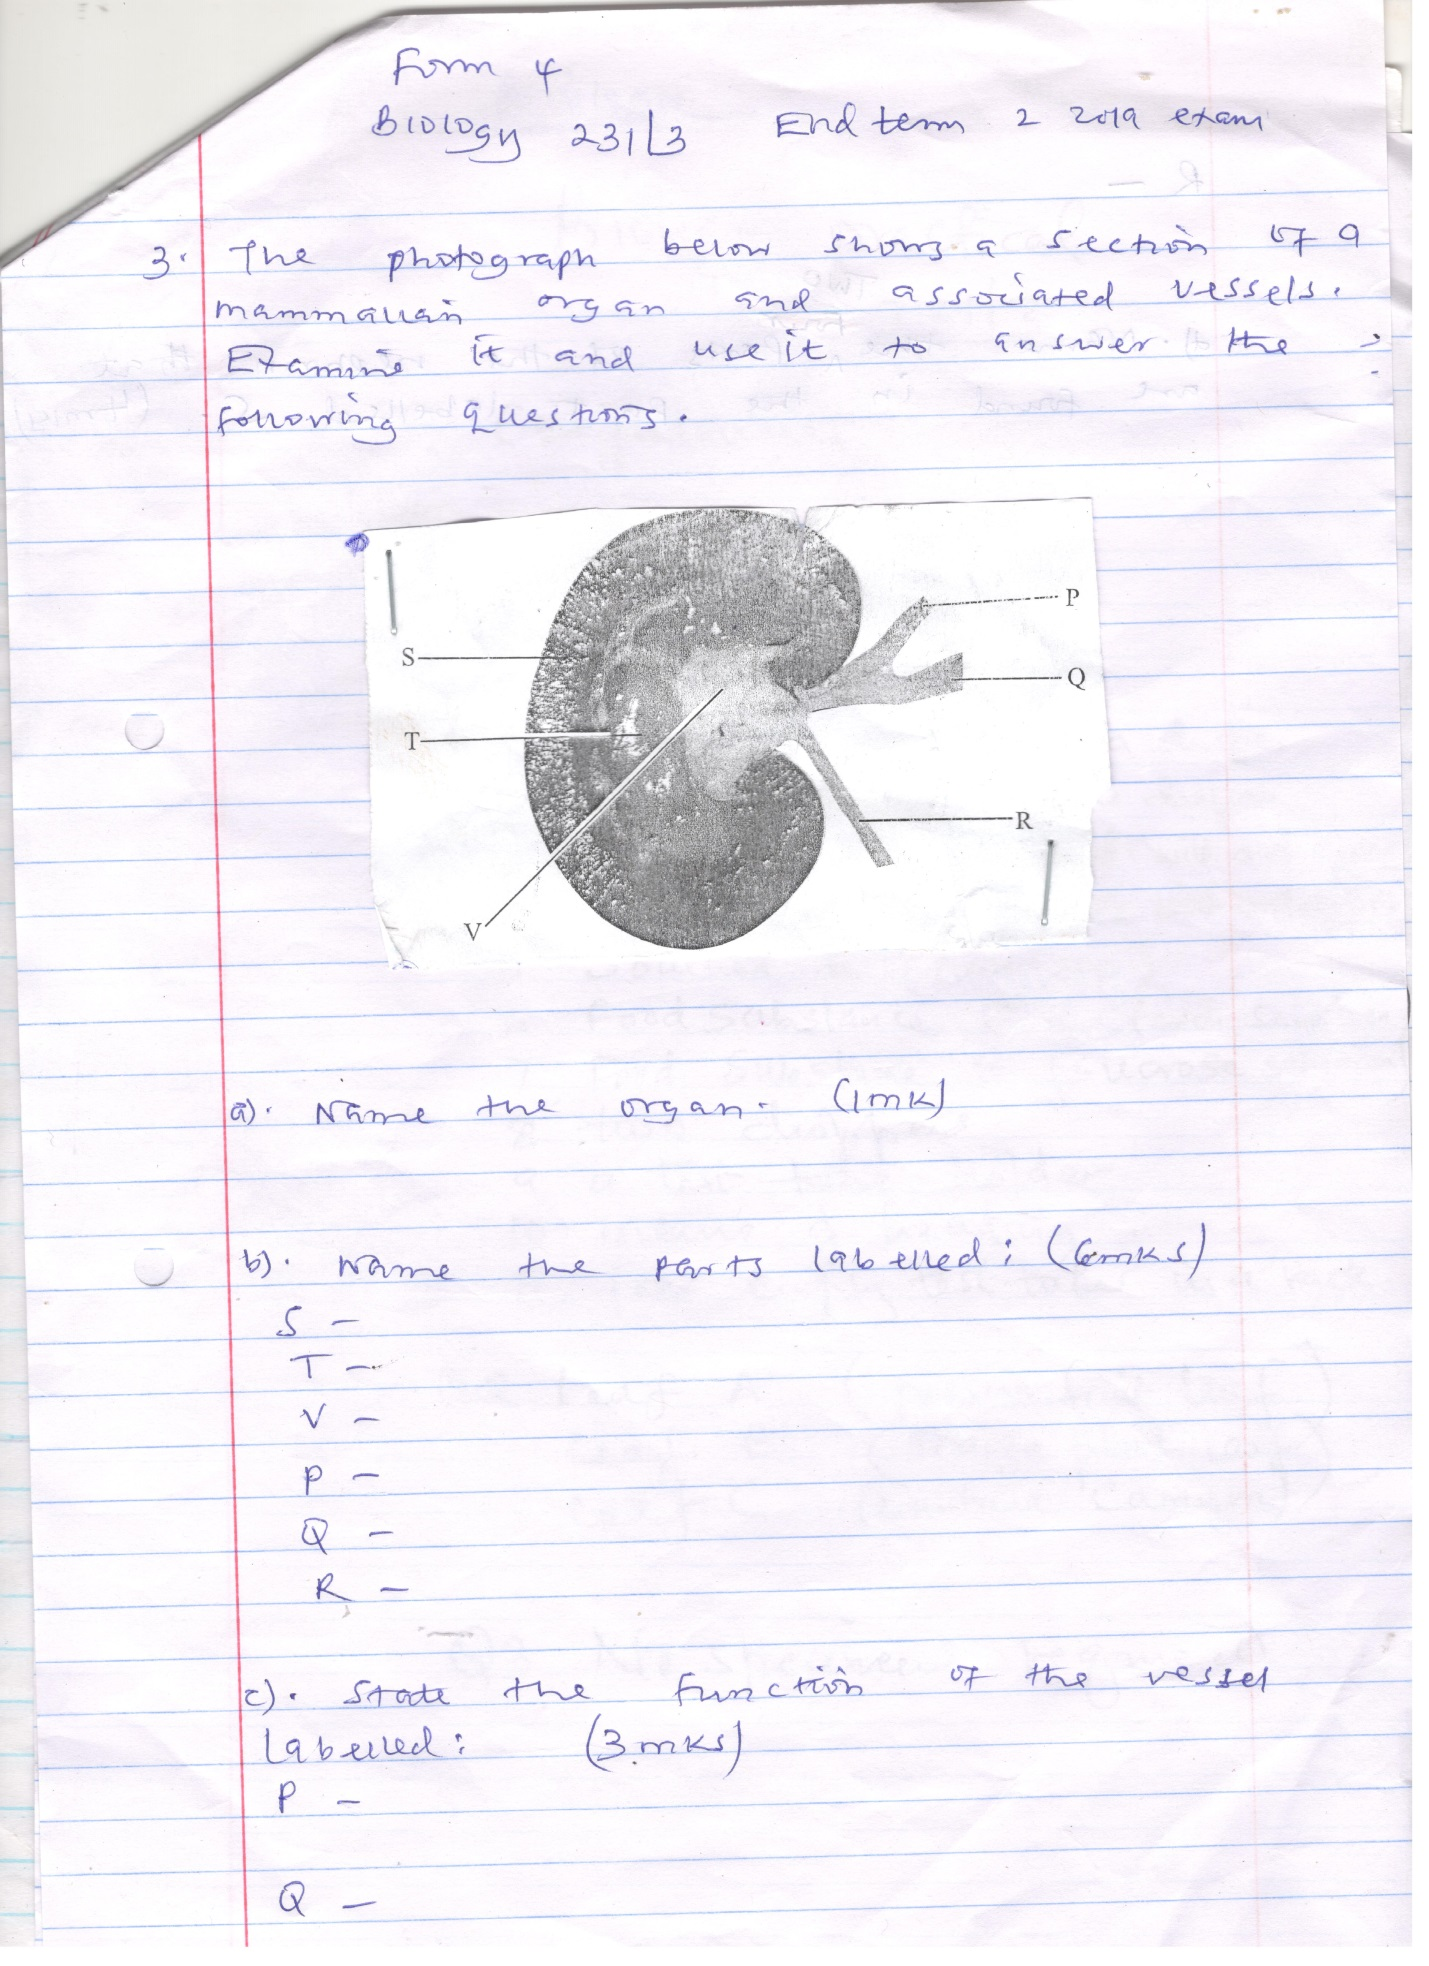 Form 4
Biology 231/3 End term 2 2019 exam
3. The photograph below shows a section of a
mammalian organ and associated vessels.
Examine it and use it to answer the
following questions.
P
S
Q
T
R
V
a). Name the organ. (1mk)
b). Name the parts labelled: (6mks)
S -
T -
V -
P -
Q -
R -
c). State the function of the vessel
labelled: (3mks)
P -
Q -